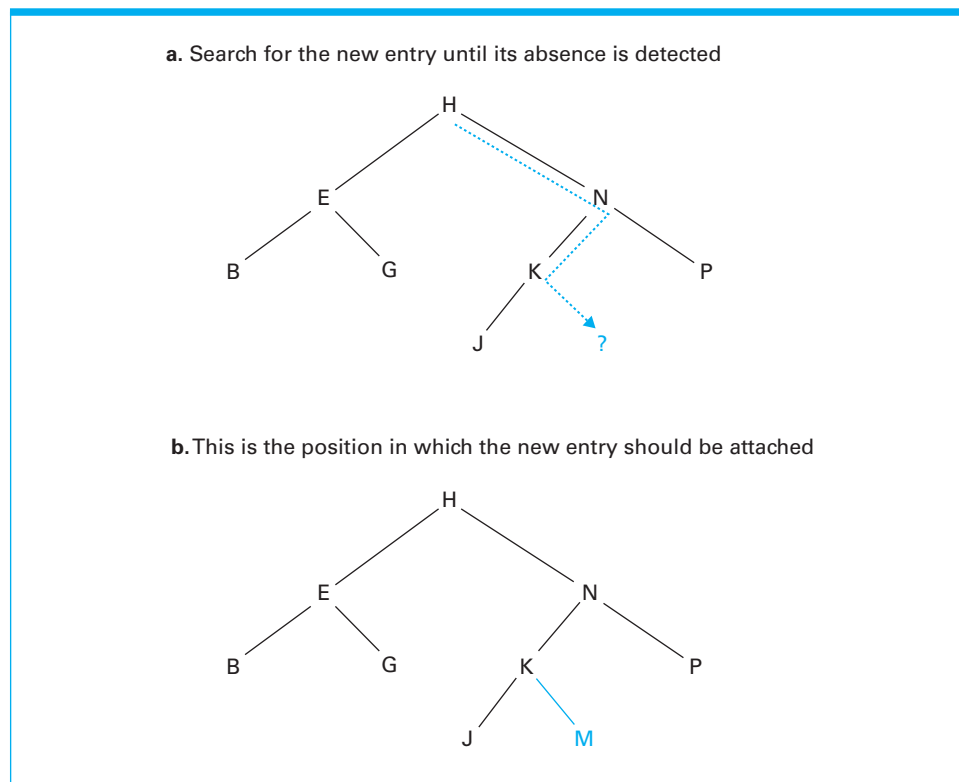 a. Search for the new entry until its absence is detected
H
E N
B G K P
J ?
b. This is the position in which the new entry should be attached
H
E N
B G K P
J M